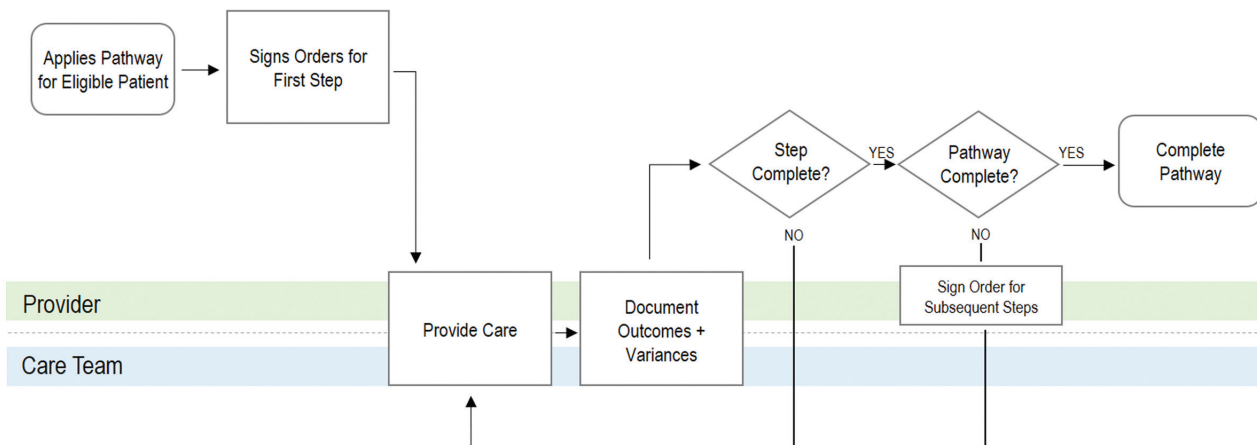 Applies Pathway
for Eligible Patient
Signs Orders for
First Step
Step
Complete?
YES
Pathway
Complete?
YES
Complete
Pathway
NO
NO
Provider
Care Team
Provide Care
Document
Outcomes +
Variances
Sign Order for
Subsequent Steps